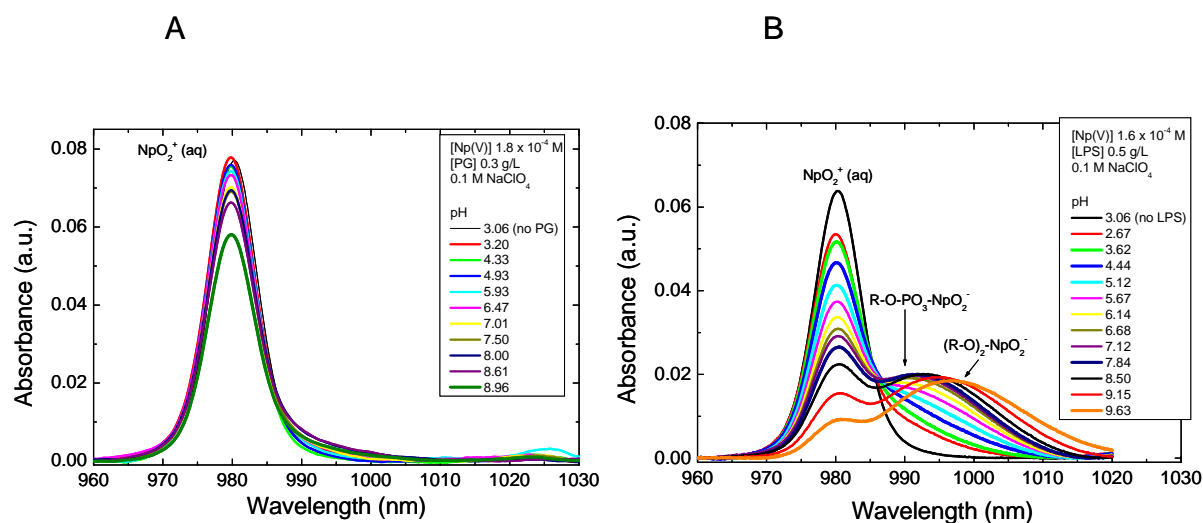 A
B
NpO₂⁺ (aq)
[Np(V)] 1.8 x 10⁻⁴ M
[PG] 0.3 g/L
0.1 M NaClO₄
pH
3.06 (no PG)
3.20
4.33
4.93
5.93
6.47
7.01
7.50
8.00
8.61
8.96
0.08
0.06
0.04
0.02
0.00
Absorbance (a.u.)
960 970 980 990 1000 1010 1020 1030
Wavelength (nm)
NpO₂⁺ (aq)
R-O-PO₃-NpO₂⁻
(R-O)₂-NpO₂⁻
[Np(V)] 1.6 x 10⁻⁴ M
[LPS] 0.5 g/L
0.1 M NaClO₄
pH
3.06 (no LPS)
2.67
3.62
4.44
5.12
5.67
6.14
6.68
7.12
7.84
8.50
9.15
9.63
0.08
0.06
0.04
0.02
0.00
Absorbance (a.u.)
960 970 980 990 1000 1010 1020 1030
Wavelength (nm)